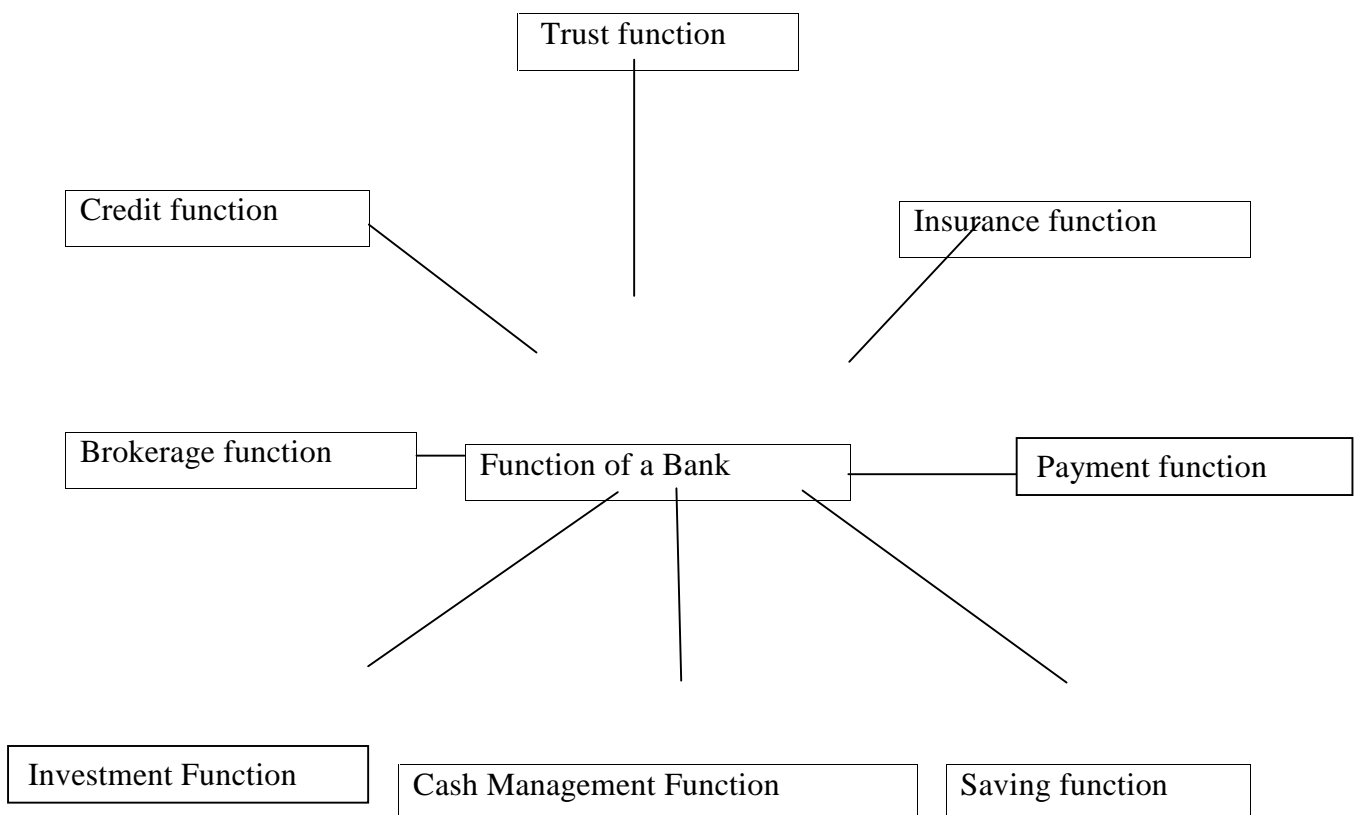 Trust function
Credit function
Insurance function
Brokerage function
Function of a Bank
Payment function
Investment Function
Cash Management Function
Saving function